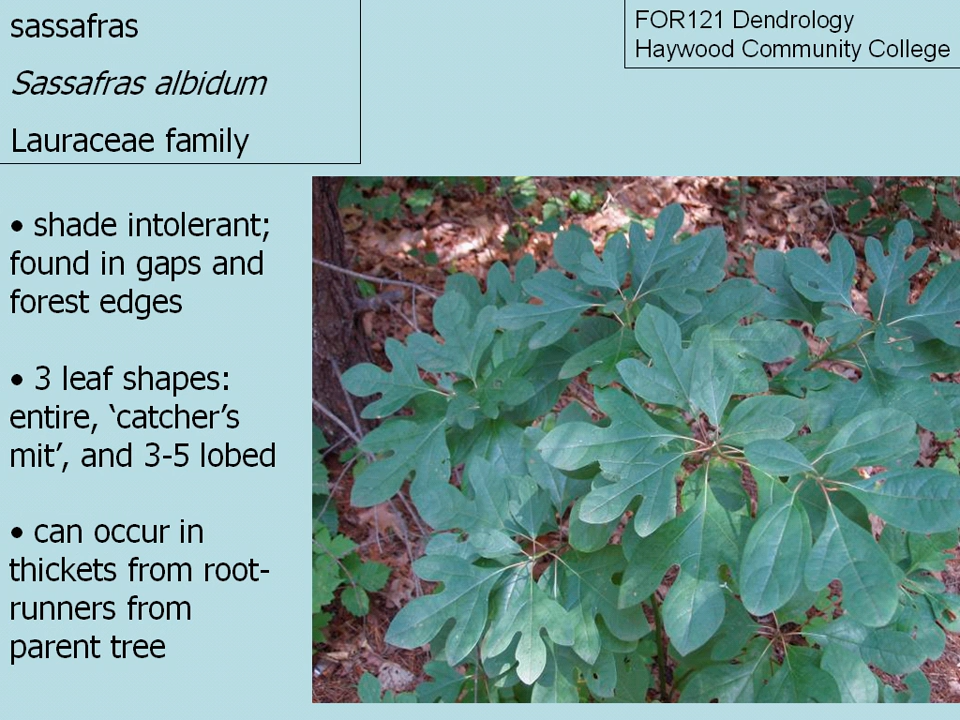 sassafras
Sassafras albidum
Lauraceae family
FOR121 Dendrology
Haywood Community College
• shade intolerant;
found in gaps and
forest edges
• 3 leaf shapes:
entire, ‘catcher’s
mit’, and 3-5 lobed
• can occur in
thickets from root-
runners from
parent tree